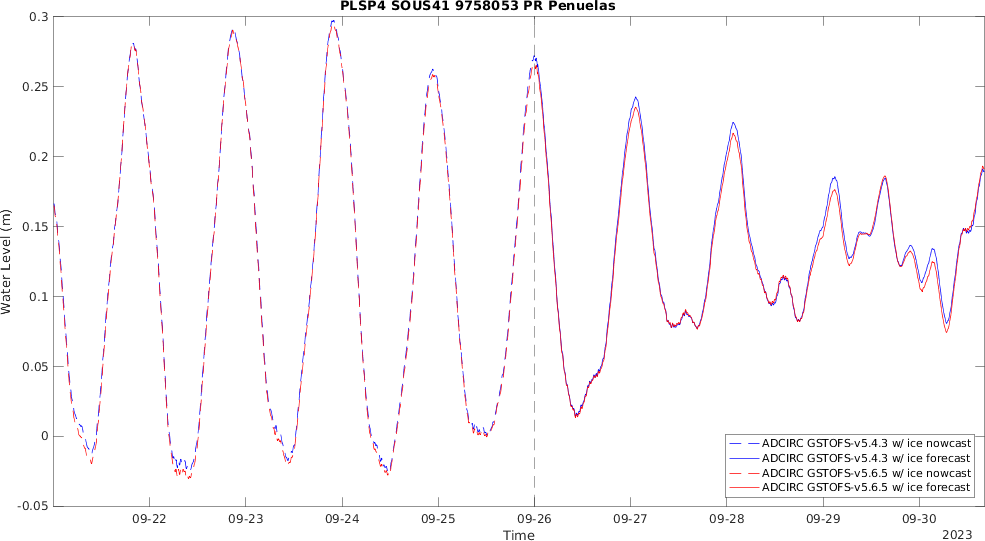 PLSP4 SOUS41 9758053 PR Penuelas
0.3
0.25
0.2
0.15
0.1
0.05
0
-0.05
Water Level (m)
09-22 09-23 09-24 09-25 09-26 09-27 09-28 09-29 09-30
Time
2023
ADCIRC GSTOFS-v5.4.3 w/ ice nowcast
ADCIRC GSTOFS-v5.4.3 w/ ice forecast
ADCIRC GSTOFS-v5.6.5 w/ ice nowcast
ADCIRC GSTOFS-v5.6.5 w/ ice forecast